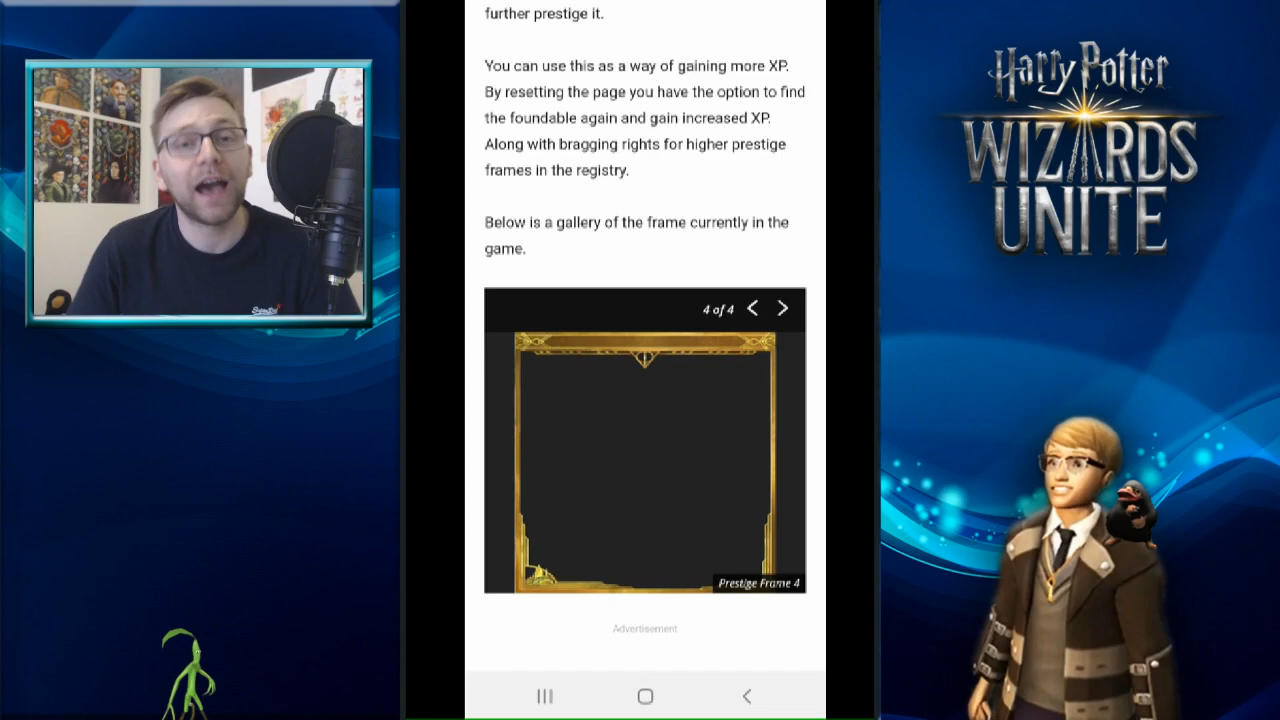 further prestige it.
You can use this as a way of gaining more XP.
By resetting the page you have the option to find
the foundable again and gain increased XP.
Along with bragging rights for higher prestige
frames in the registry.
Below is a gallery of the frame currently in the
game.
4 of 4
Prestige Frame 4
Advertisement
Harry Potter
WIZARDS
UNITE